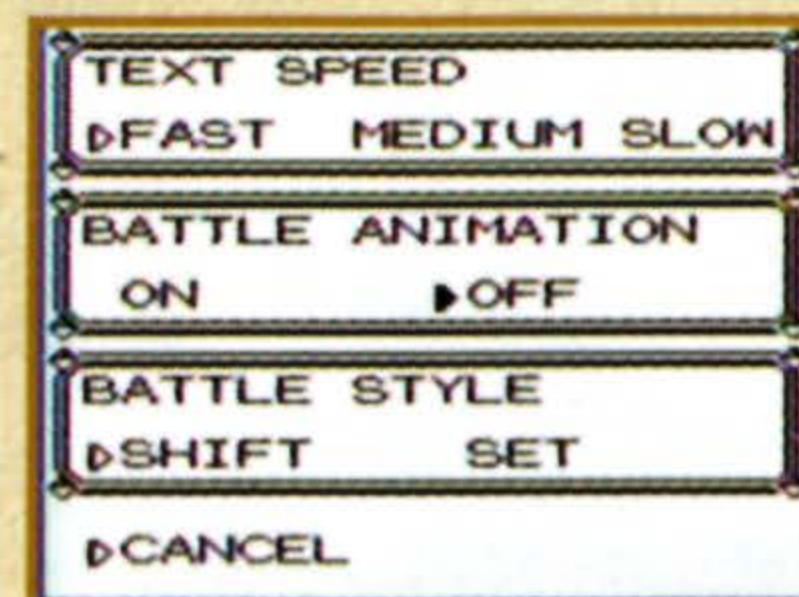 TEXT SPEED
▷FAST MEDIUM SLOW
BATTLE ANIMATION
ON ▶OFF
BATTLE STYLE
▷SHIFT SET
▷CANCEL